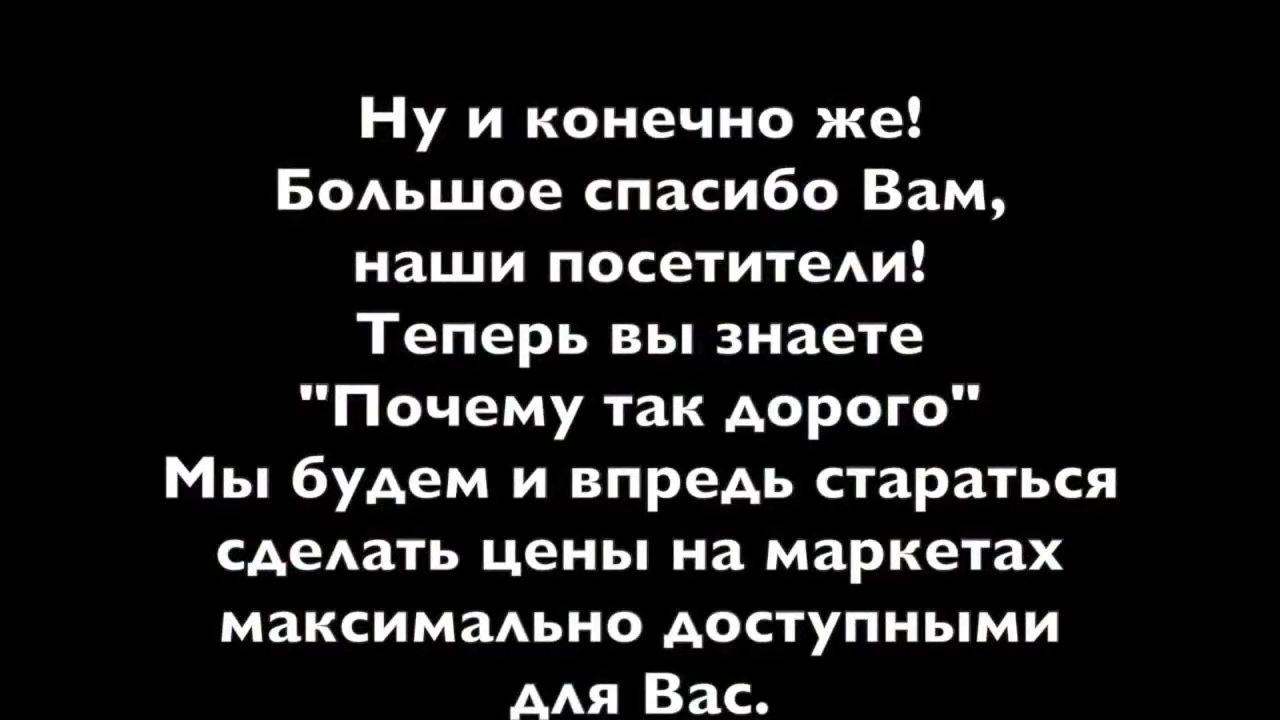 Ну и конечно же!
Большое спасибо Вам,
наши посетители!
Теперь вы знаете
"Почему так дорого"
Мы будем и впредь стараться
сделать цены на маркетах
максимально доступными
для Вас.